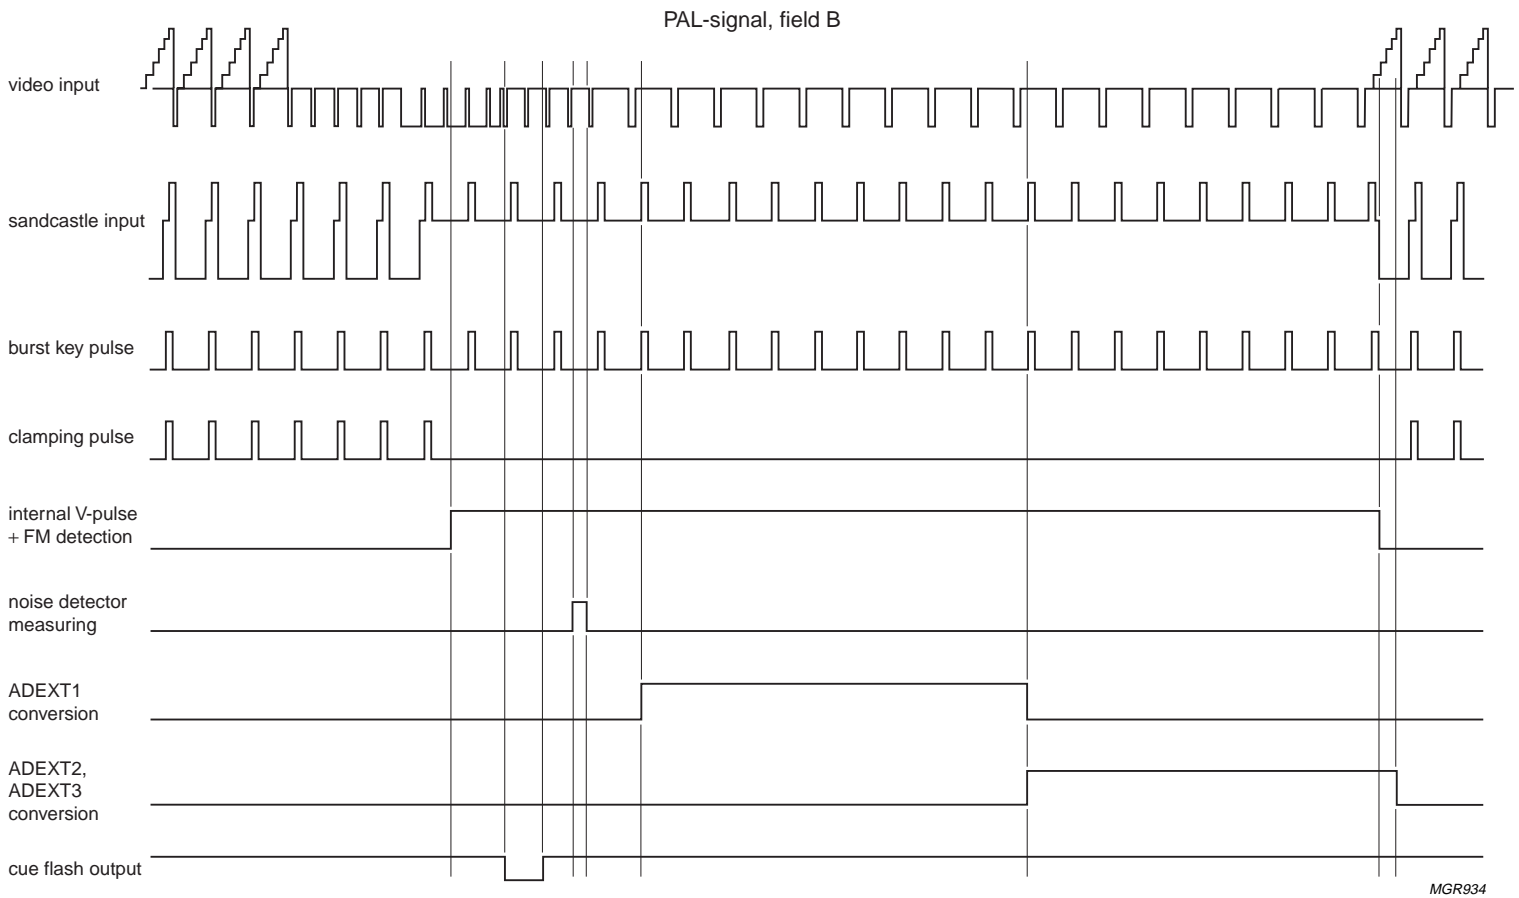 PAL-signal, field B
video input
sandcastle input
burst key pulse
clamping pulse
internal V-pulse
+ FM detection
noise detector
measuring
ADEXT1
conversion
ADEXT2,
ADEXT3
conversion
cue flash output
MGR934